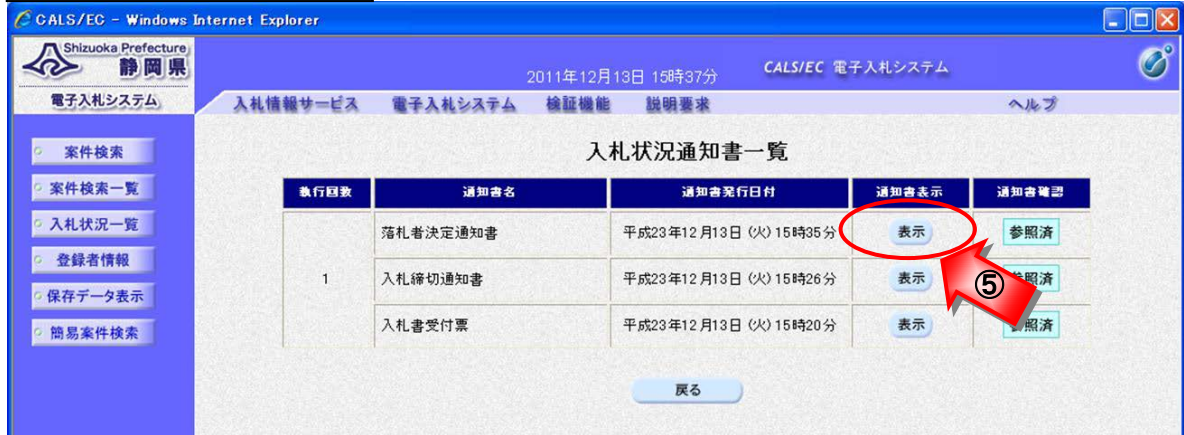 CALS/EC - Windows Internet Explorer
Shizuoka Prefecture
静岡県
電子入札システム
2011年12月13日 15時37分
CALS/EC 電子入札システム
入札情報サービス 電子入札システム 検証機能 説明要求 ヘルプ
案件検索
案件検索一覧
入札状況一覧
登録者情報
保存データ表示
簡易案件検索
入札状況通知書一覧
執行回数 通知書名 通知書発行日付 通知書表示 通知書確認
落札者決定通知書 平成23年12月13日 (火) 15時35分 表示 参照済
1 入札締切通知書 平成23年12月13日 (火) 15時26分 表示 照済
⑤
入札書受付票 平成23年12月13日 (火) 15時20分 表示 照済
戻る